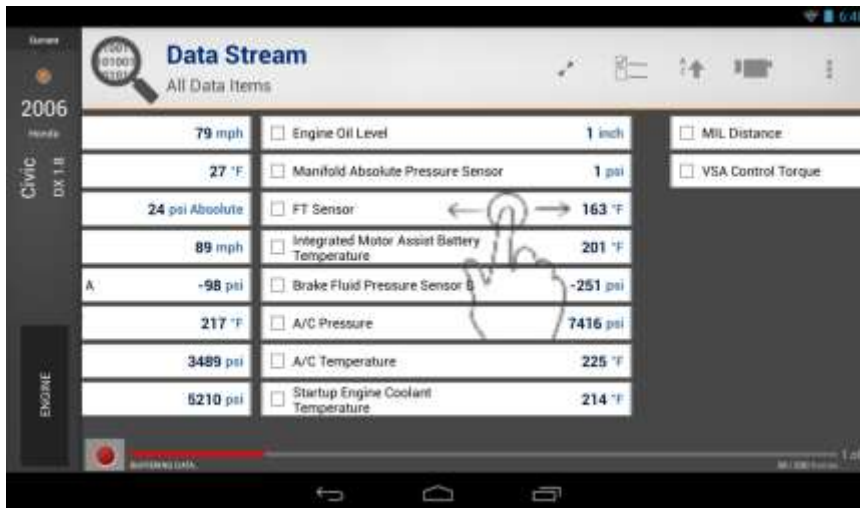 6:4
Current
Data Stream
All Data Items
2006
Honda
Civic
DX 1.8
79 mph
Engine Oil Level 1 inch
MIL Distance
27 °F
Manifold Absolute Pressure Sensor 1 psi
VSA Control Torque
24 psi Absolute
FT Sensor 163 °F
89 mph
Integrated Motor Assist Battery
Temperature
201 °F
A -98 psi
Brake Fluid Pressure Sensor -251 psi
217 °F
A/C Pressure 7416 psi
3489 psi
A/C Temperature 225 °F
5210 psi
Startup Engine Coolant
Temperature
214 °F
ENGINE
BUFFERING DATA